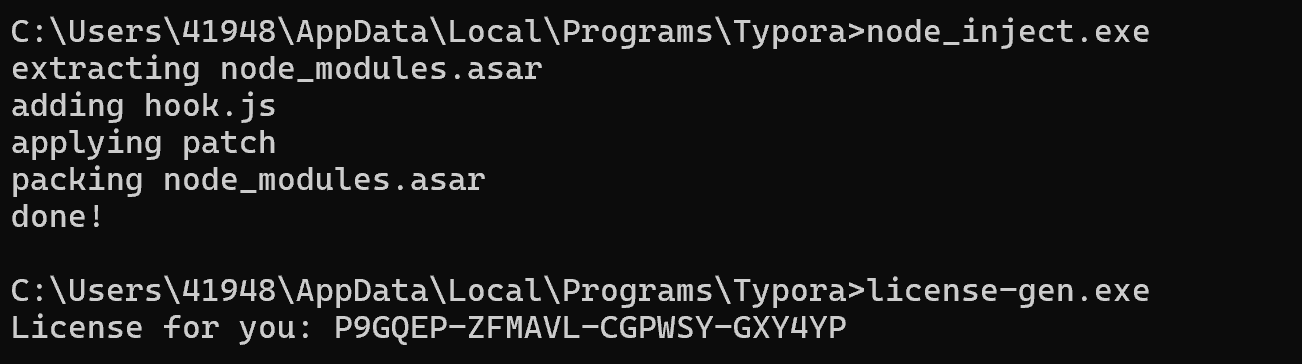 C:\Users\41948\AppData\Local\Programs\Typora>node_inject.exe
extracting node_modules.asar
adding hook.js
applying patch
packing node_modules.asar
done!
C:\Users\41948\AppData\Local\Programs\Typora>license-gen.exe
License for you: P9GQEP-ZFMAVL-CGPWSY-GXY4YP